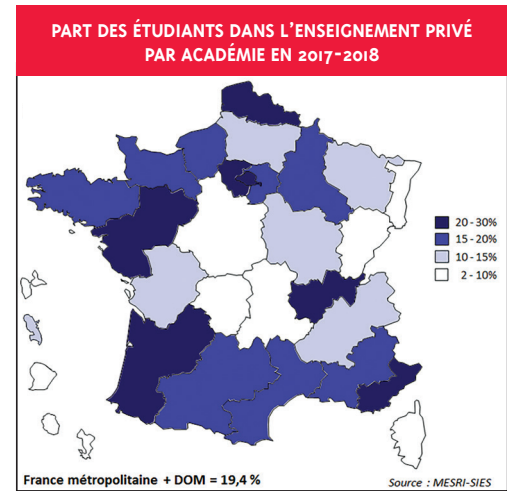 PART DES ÉTUDIANTS DANS L'ENSEIGNEMENT PRIVÉ
PAR ACADÉMIE EN 2017-2018
20 - 30%
15 - 20%
10 - 15%
2 - 10%
France métropolitaine + DOM = 19,4 %
Source : MESRI-SIES